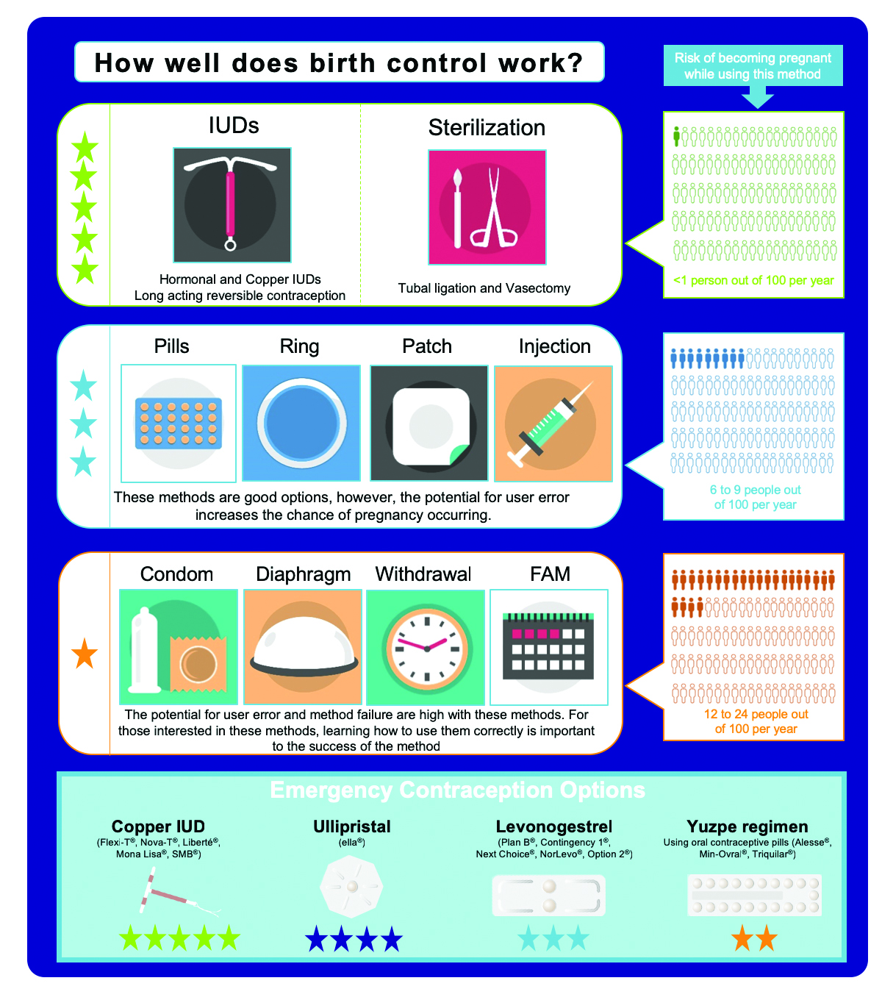 How well does birth control work?
Risk of becoming pregnant
while using this method
IUDs
Sterilization
Hormonal and Copper IUDs
Long acting reversible contraception
Tubal ligation and Vasectomy
<1 person out of 100 per year
Pills
Ring
Patch
Injection
These methods are good options, however, the potential for user error
increases the chance of pregnancy occurring.
6 to 9 people out
of 100 per year
Condom
Diaphragm
Withdrawal
FAM
The potential for user error and method failure are high with these methods. For
those interested in these methods, learning how to use them correctly is important
to the success of the method
12 to 24 people out
of 100 per year
Emergency Contraception Options
Copper IUD
(Flexi-T®, Nova-T®, Liberté®,
Mona Lisa®, SMB®)
Ullipristal
(ella®)
Levonogestrel
(Plan B®, Contingency 1®,
Next Choice®, NorLevo®, Option 2®)
Yuzpe regimen
Using oral contraceptive pills (Alesse®,
Min-Ovral®, Triquilar®)